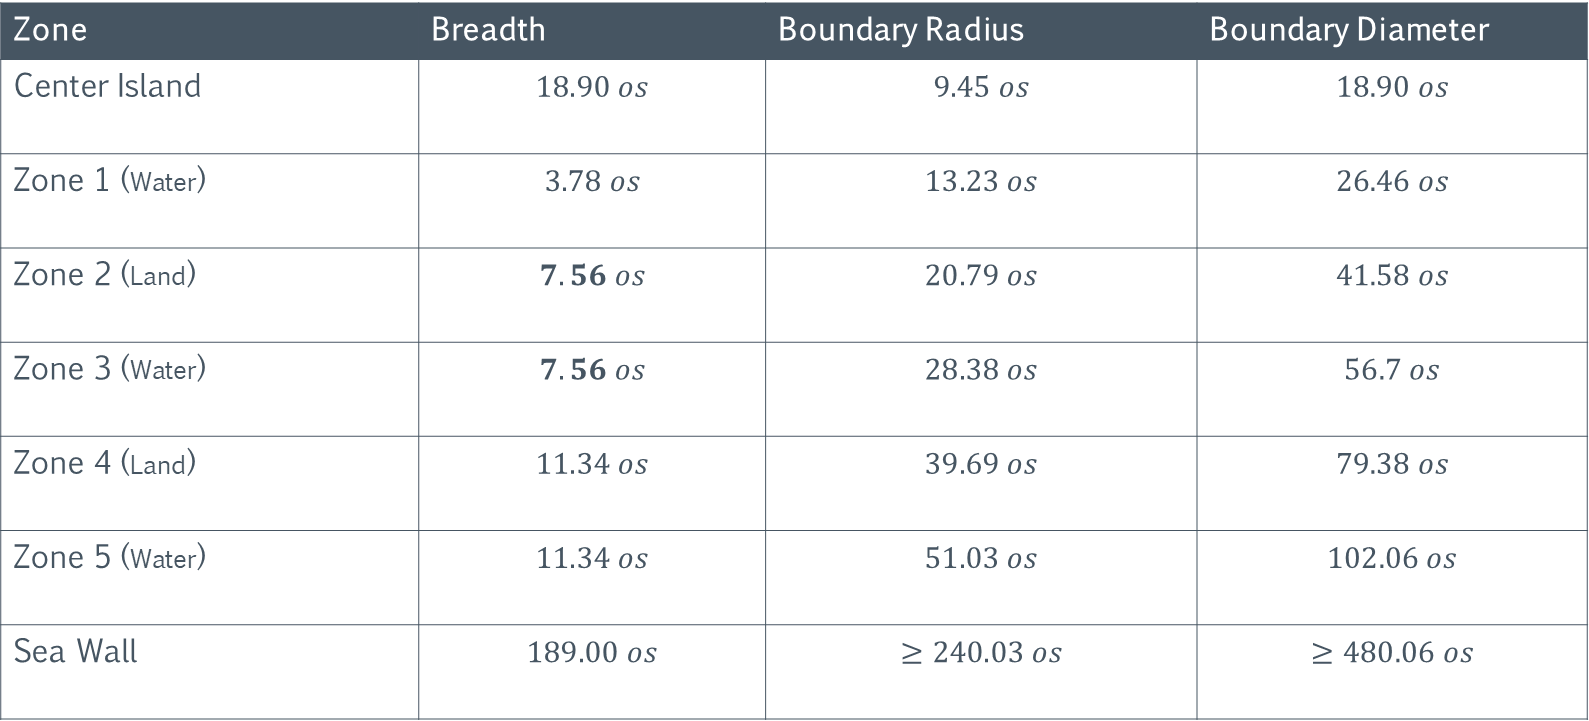 Zone Breadth Boundary Radius Boundary Diameter
Center Island 18.90 os 9.45 os 18.90 os
Zone 1 (Water) 3.78 os 13.23 os 26.46 os
Zone 2 (Land) 7.56 os 20.79 os 41.58 os
Zone 3 (Water) 7.56 os 28.38 os 56.7 os
Zone 4 (Land) 11.34 os 39.69 os 79.38 os
Zone 5 (Water) 11.34 os 51.03 os 102.06 os
Sea Wall 189.00 os ≥ 240.03 os ≥ 480.06 os